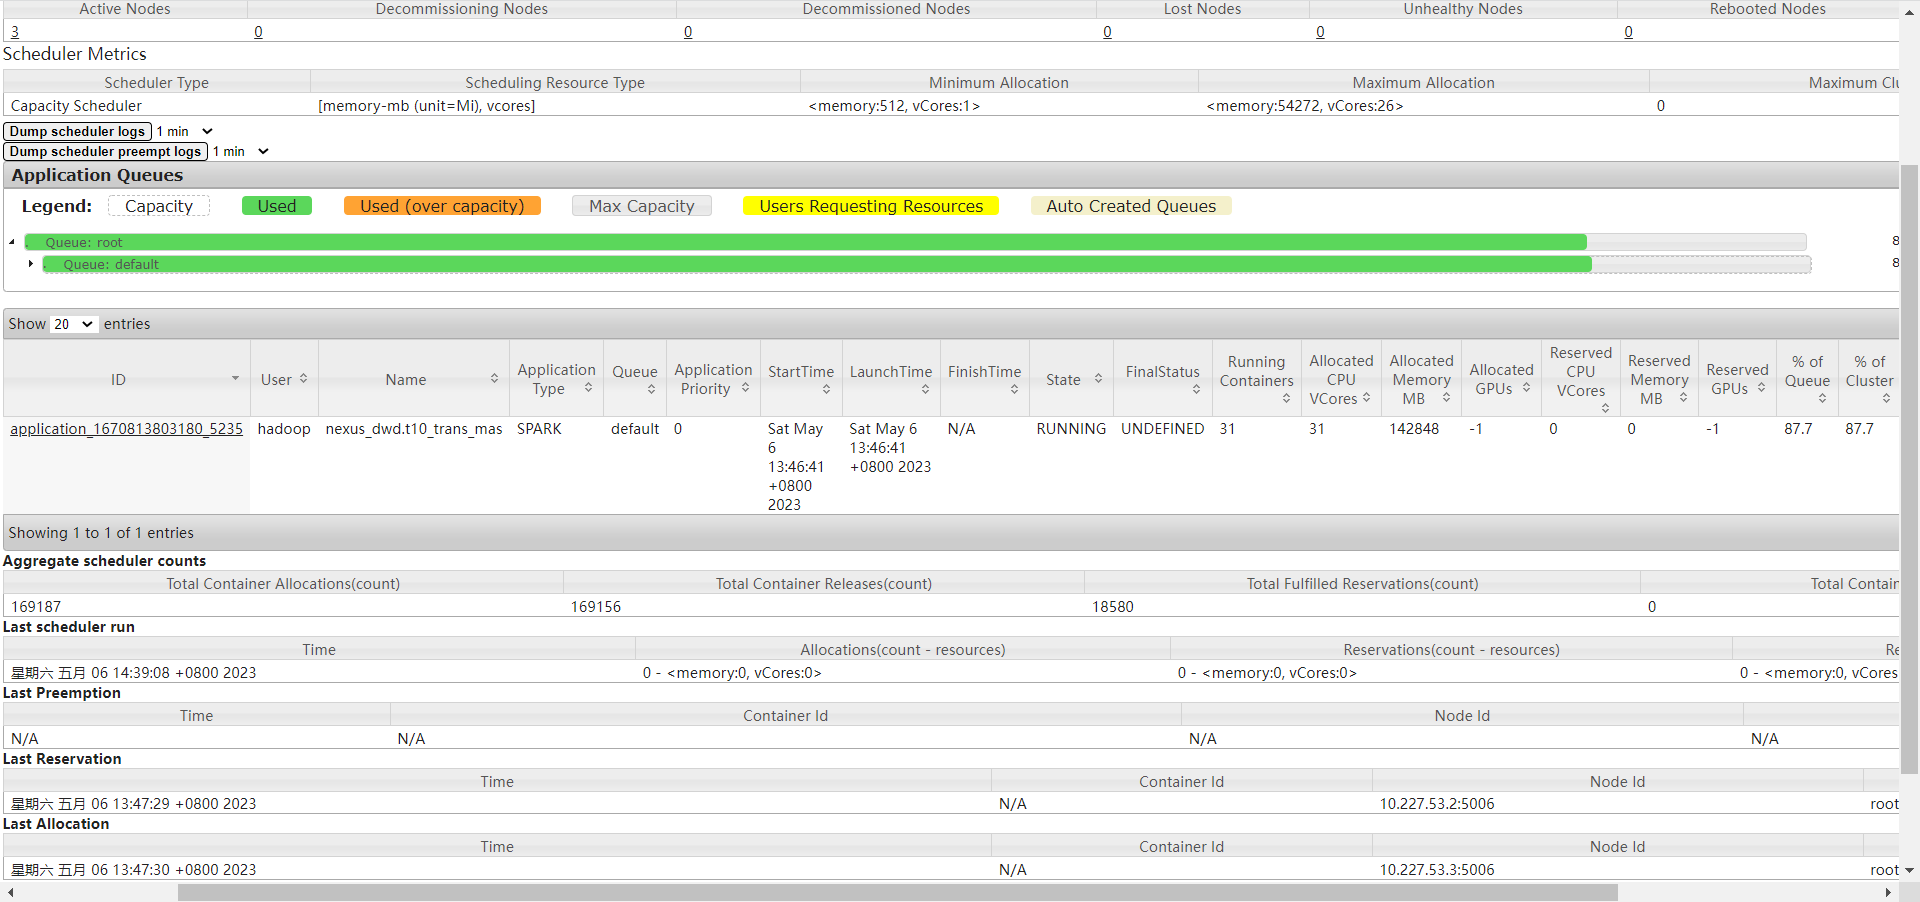 Active Nodes Decommissioning Nodes Decommissioned Nodes Lost Nodes Unhealthy Nodes Rebooted Nodes
3 0 0 0 0 0
Scheduler Metrics
Scheduler Type Scheduling Resource Type Minimum Allocation Maximum Allocation Maximum Clu
Capacity Scheduler [memory-mb (unit=Mi), vcores] <memory:512, vCores:1> <memory:54272, vCores:26> 0
Dump scheduler logs 1 min
Dump scheduler preempt logs 1 min
Application Queues
Legend: Capacity Used Used (over capacity) Max Capacity Users Requesting Resources Auto Created Queues
Queue: root 8
Queue: default 8
Show 20 entries
ID User Name Application Type Queue Application Priority StartTime LaunchTime FinishTime State FinalStatus Running Containers Allocated CPU VCores Allocated Memory MB Allocated GPUs Reserved CPU VCores Reserved Memory MB Reserved GPUs % of Queue % of Cluster
application_1670813803180_5235 hadoop nexus_dwd.t10_trans_mas SPARK default 0 Sat May 6 13:46:41 +0800 2023 Sat May 6 13:46:41 +0800 2023 N/A RUNNING UNDEFINED 31 31 142848 -1 0 0 -1 87.7 87.7
Showing 1 to 1 of 1 entries
Aggregate scheduler counts
Total Container Allocations(count) Total Container Releases(count) Total Fulfilled Reservations(count) Total Contain
169187 169156 18580 0
Last scheduler run
Time Allocations(count - resources) Reservations(count - resources) Re
星期六 五月 06 14:39:08 +0800 2023 0 - <memory:0, vCores:0> 0 - <memory:0, vCores:0> 0 - <memory:0, vCores
Last Preemption
Time Container Id Node Id
N/A N/A N/A N/A
Last Reservation
Time Container Id Node Id
星期六 五月 06 13:47:29 +0800 2023 N/A 10.227.53.2:5006 root
Last Allocation
Time Container Id Node Id
星期六 五月 06 13:47:30 +0800 2023 N/A 10.227.53.3:5006 root